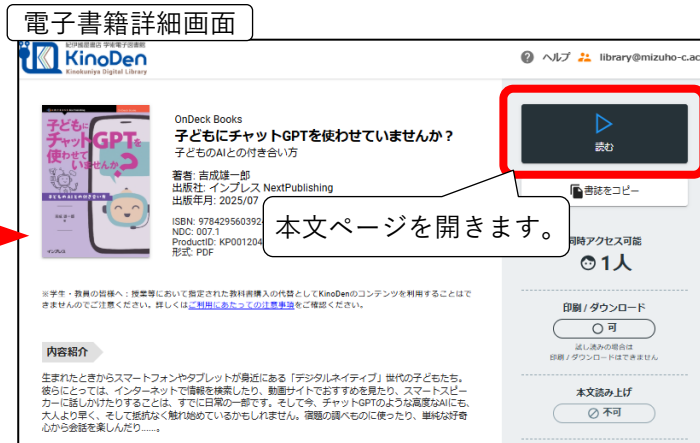 電子書籍詳細画面
紀伊國屋書店 学術電子図書館
KinoDen
Kinokuniya Digital Library
ヘルプ
library@mizuho-c.ac
子どもに
チャットGPTを
使わせて
いませんか?
子どものAIとの付き合い方
インプレス
OnDeck Books
子どもにチャットGPTを使わせていませんか？
子どものAIとの付き合い方
著者: 吉成雄一郎
出版社: インプレス NextPublishing
出版年月: 2025/07
ISBN: 9784295603924
NDC: 007.1
ProductID: KP001204
形式: PDF
読む
書誌をコピー
本文ページを開きます。
同時アクセス可能
1人
印刷 / ダウンロード
可
試し読みの場合は
印刷 / ダウンロードはできません
本文読み上げ
不可
※学生・教員の皆様へ：授業等において指定された教科書購入の代替としてKinoDenのコンテンツを利用することはで
きませんのでご注意ください。詳しくはご利用にあたっての注意事項をご確認ください。
内容紹介
生まれたときからスマートフォンやタブレットが身近にある「デジタルネイティブ」世代の子どもたち。
彼らにとっては、インターネットで情報を検索したり、動画サイトでおすすめを見たり、スマートスピー
カーに話しかけたりすることは、すでに日常の一部です。そして今、チャットGPTのような高度なAIにも、
大人より早く、そして抵抗なく触れ始めているかもしれません。宿題の調べものに使ったり、単純な好奇
心から会話を楽しんだり……。